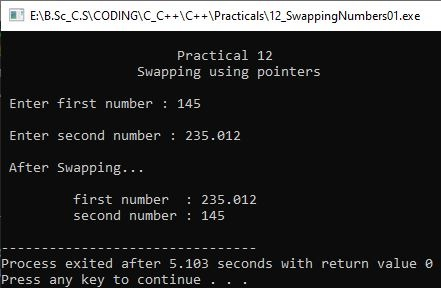 E:\B.Sc_C.S\CODING\C_C++\C++\Practicals\12_SwappingNumbers01.exe
Practical 12
Swapping using pointers
Enter first number : 145
Enter second number : 235.012
After Swapping...
first number  : 235.012
second number : 145
--------------------------------
Process exited after 5.103 seconds with return value 0
Press any key to continue . . .